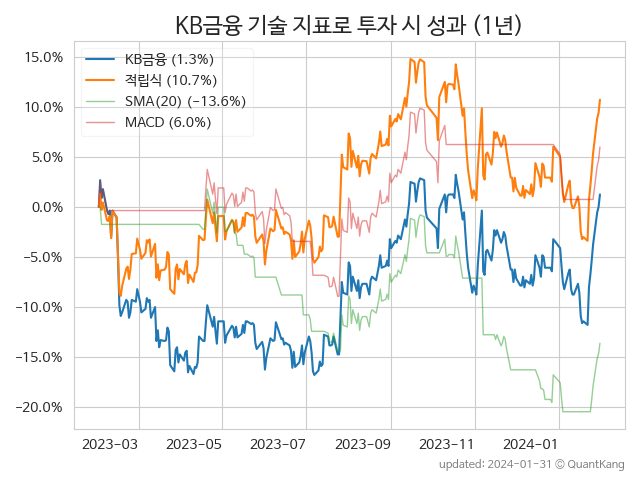 KB금융 기술 지표로 투자 시 성과 (1년)
KB금융 (1.3%)
적립식 (10.7%)
SMA(20) (−13.6%)
MACD (6.0%)
15.0%
10.0%
5.0%
0.0%
−5.0%
−10.0%
−15.0%
−20.0%
2023-03 2023-05 2023-07 2023-09 2023-11 2024-01
updated: 2024-01-31 © QuantKang